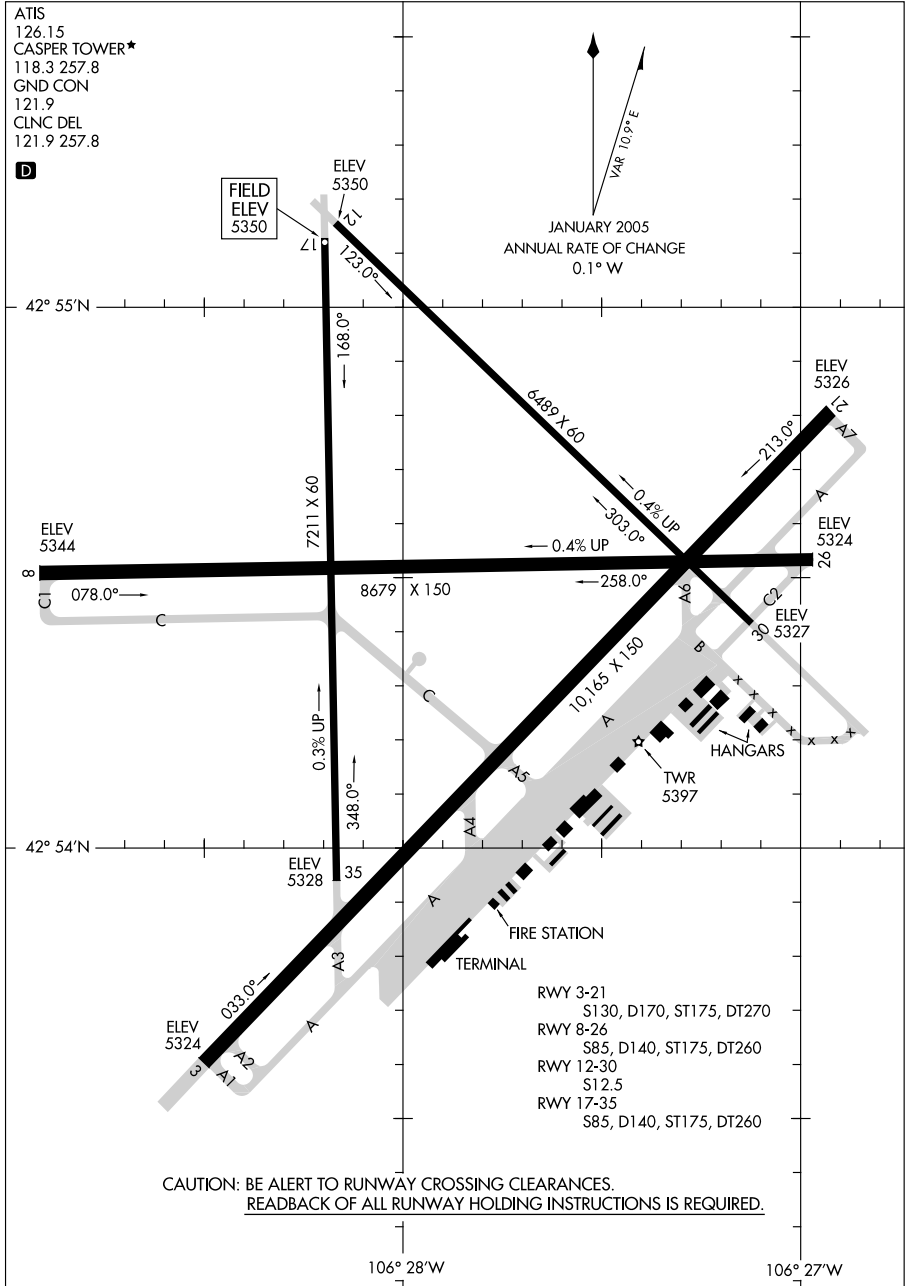 ATIS
126.15
CASPER TOWER★
118.3 257.8
GND CON
121.9
CLNC DEL
121.9 257.8
D
VAR 10.9° E
JANUARY 2005
ANNUAL RATE OF CHANGE
0.1° W
FIELD
ELEV
5350
ELEV
5350
12
17
123.0°
168.0°
42° 55'N
ELEV
5326
21
A7
213.0°
6489 X 60
7211 X 60
0.4% UP
303.0°
A
ELEV
5344
ELEV
5324
8
26
0.4% UP
078.0°
8679 X 150
258.0°
C1
C
A6
C2
ELEV
5327
30
B
10,165 X 150
C
A
x
x
x
x
x
x
x
HANGARS
TWR
5397
0.3% UP
348.0°
A5
A4
42° 54'N
ELEV
5328
35
A
FIRE STATION
TERMINAL
A3
033.0°
A
ELEV
5324
3
A2
A1
RWY 3-21
S130, D170, ST175, DT270
RWY 8-26
S85, D140, ST175, DT260
RWY 12-30
S12.5
RWY 17-35
S85, D140, ST175, DT260
CAUTION: BE ALERT TO RUNWAY CROSSING CLEARANCES.
READBACK OF ALL RUNWAY HOLDING INSTRUCTIONS IS REQUIRED.
106° 28'W
106° 27'W